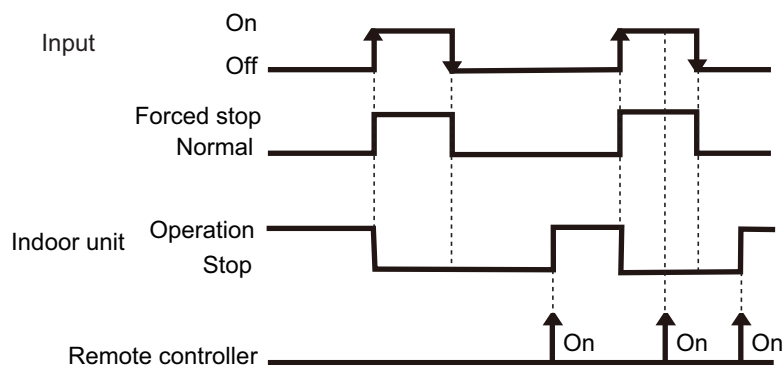 On
Input
Off
Forced stop
Normal
Operation
Indoor unit
Stop
On
On
On
Remote controller